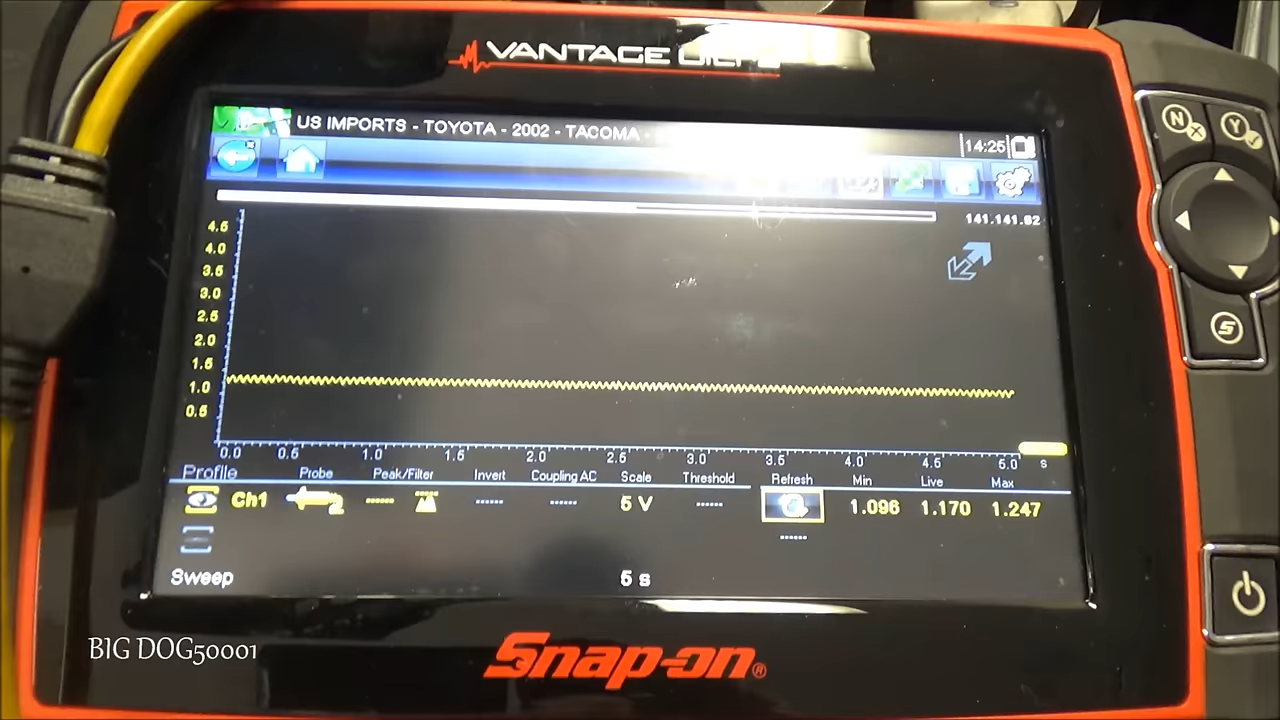 VANTAGE
US IMPORTS - TOYOTA - 2002 - TACOMA -
14:25
141.141.92
4.5
4.0
3.5
3.0
2.5
2.0
1.5
1.0
0.5
0.0 0.5 1.0 1.5 2.0 2.5 3.0 3.5 4.0 4.5 5.0 s
Profile Probe Peak/Filter Invert Coupling AC Scale Threshold Refresh Min Live Max
Ch1 2 ------ ------ ------ 5 V ------ 1.096 1.170 1.247
Sweep 5 s
N Y
S
BIG DOG50001
Snap-on®